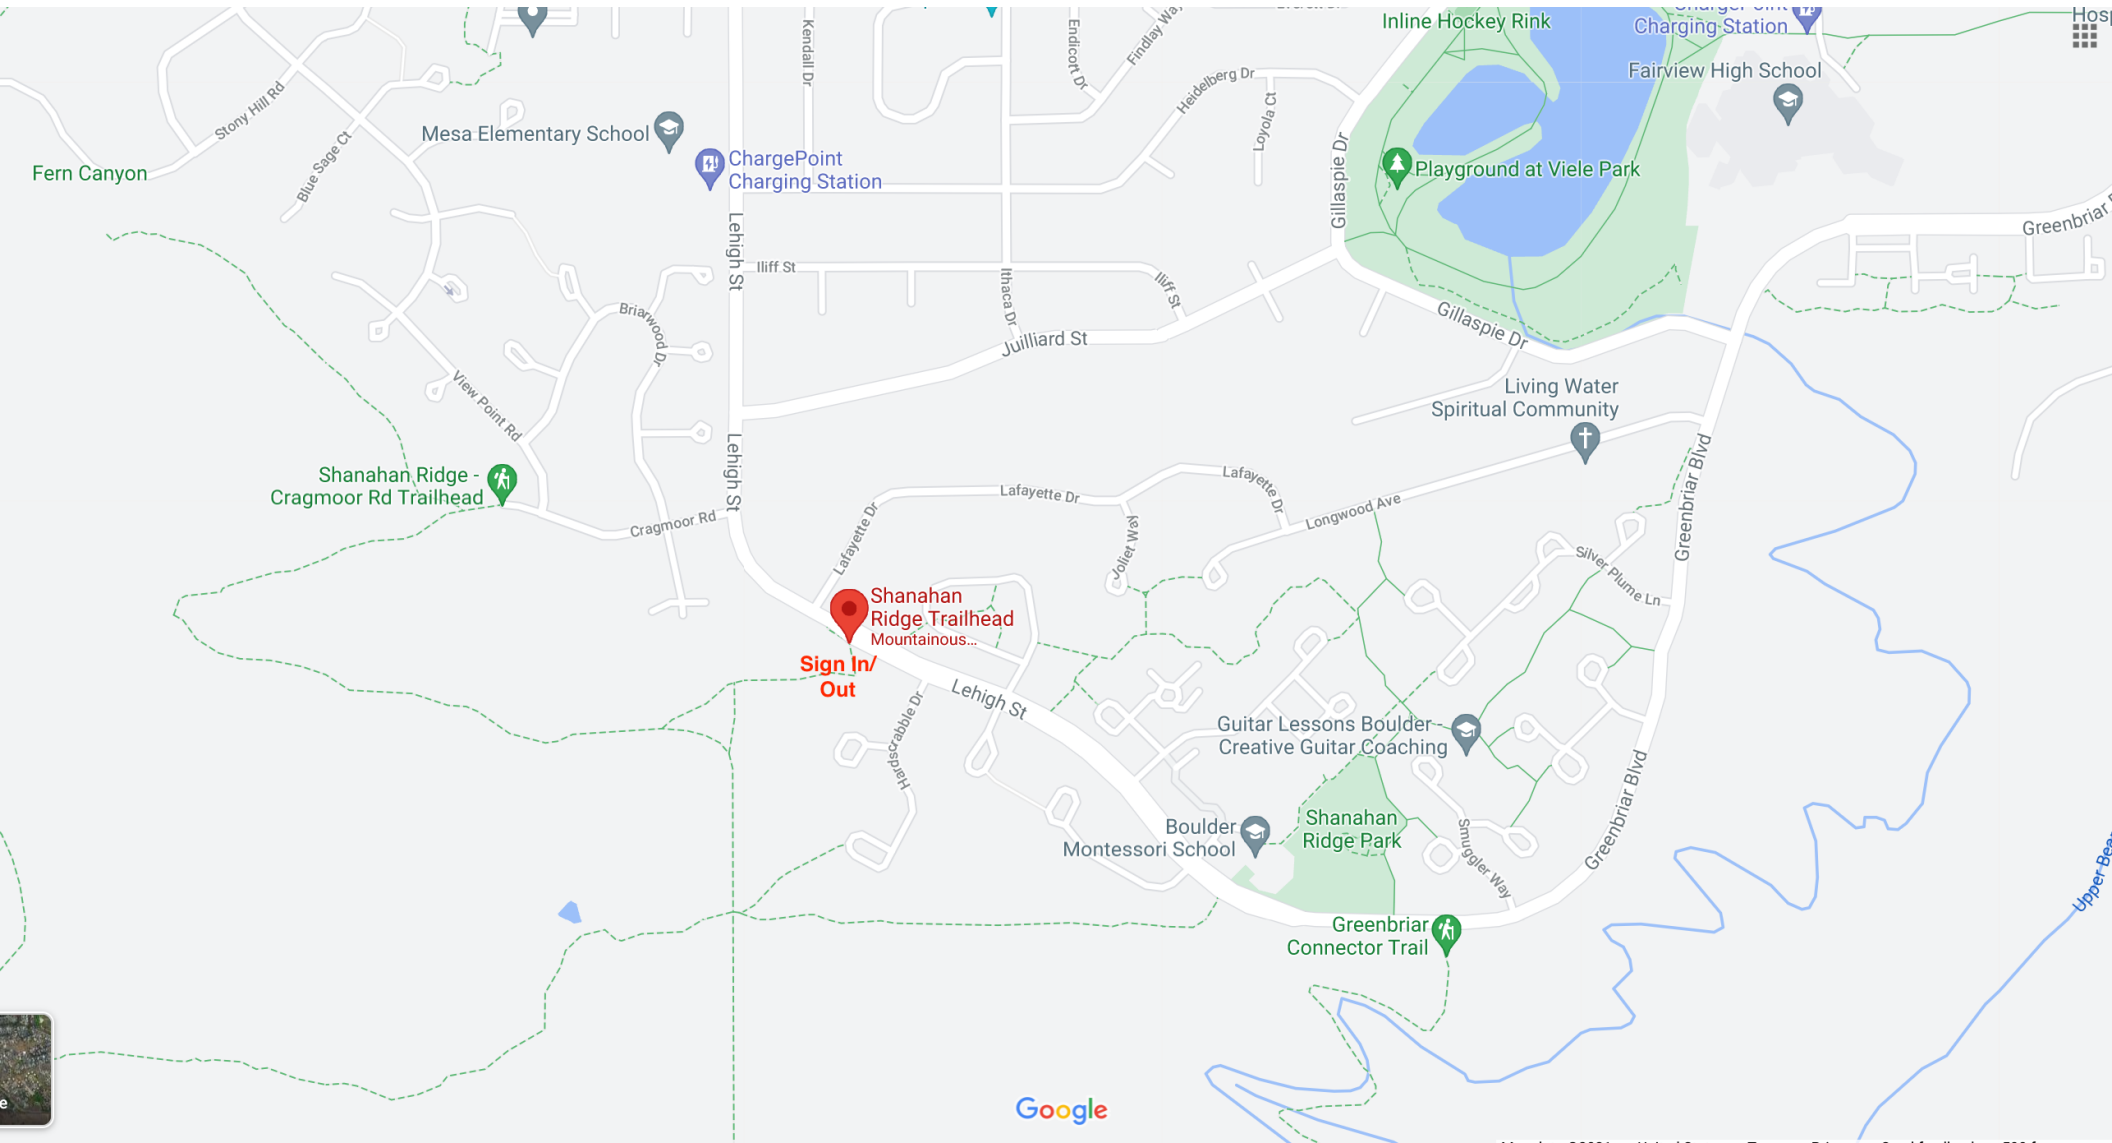 Inline Hockey Rink
Charging Station
Fairview High School
Kendall Dr
Endicott Dr
Findlay Way
Heidelberg Dr
Loyola Ct
Stony Hill Rd
Blue Sage Ct
Mesa Elementary School
ChargePoint
Charging Station
Fern Canyon
Gillaspie Dr
Playground at Viele Park
Greenbriar
Lehigh St
Iliff St
Iliff St
Ithaca Dr
Briarwood Dr
Juilliard St
Gillaspie Dr
View Point Rd
Living Water
Spiritual Community
Lehigh St
Greenbriar Blvd
Shanahan Ridge -
Cragmoor Rd Trailhead
Cragmoor Rd
Lafayette Dr
Lafayette Dr
Lafayette Dr
Longwood Ave
Joliet Way
Silver Plume Ln
Shanahan
Ridge Trailhead
Mountainous...
Sign In/
Out
Lehigh St
Hardscrabble Dr
Guitar Lessons Boulder -
Creative Guitar Coaching
Greenbriar Blvd
Boulder
Montessori School
Shanahan
Ridge Park
Smuggler Way
Upper Bear
Greenbriar
Connector Trail
Google